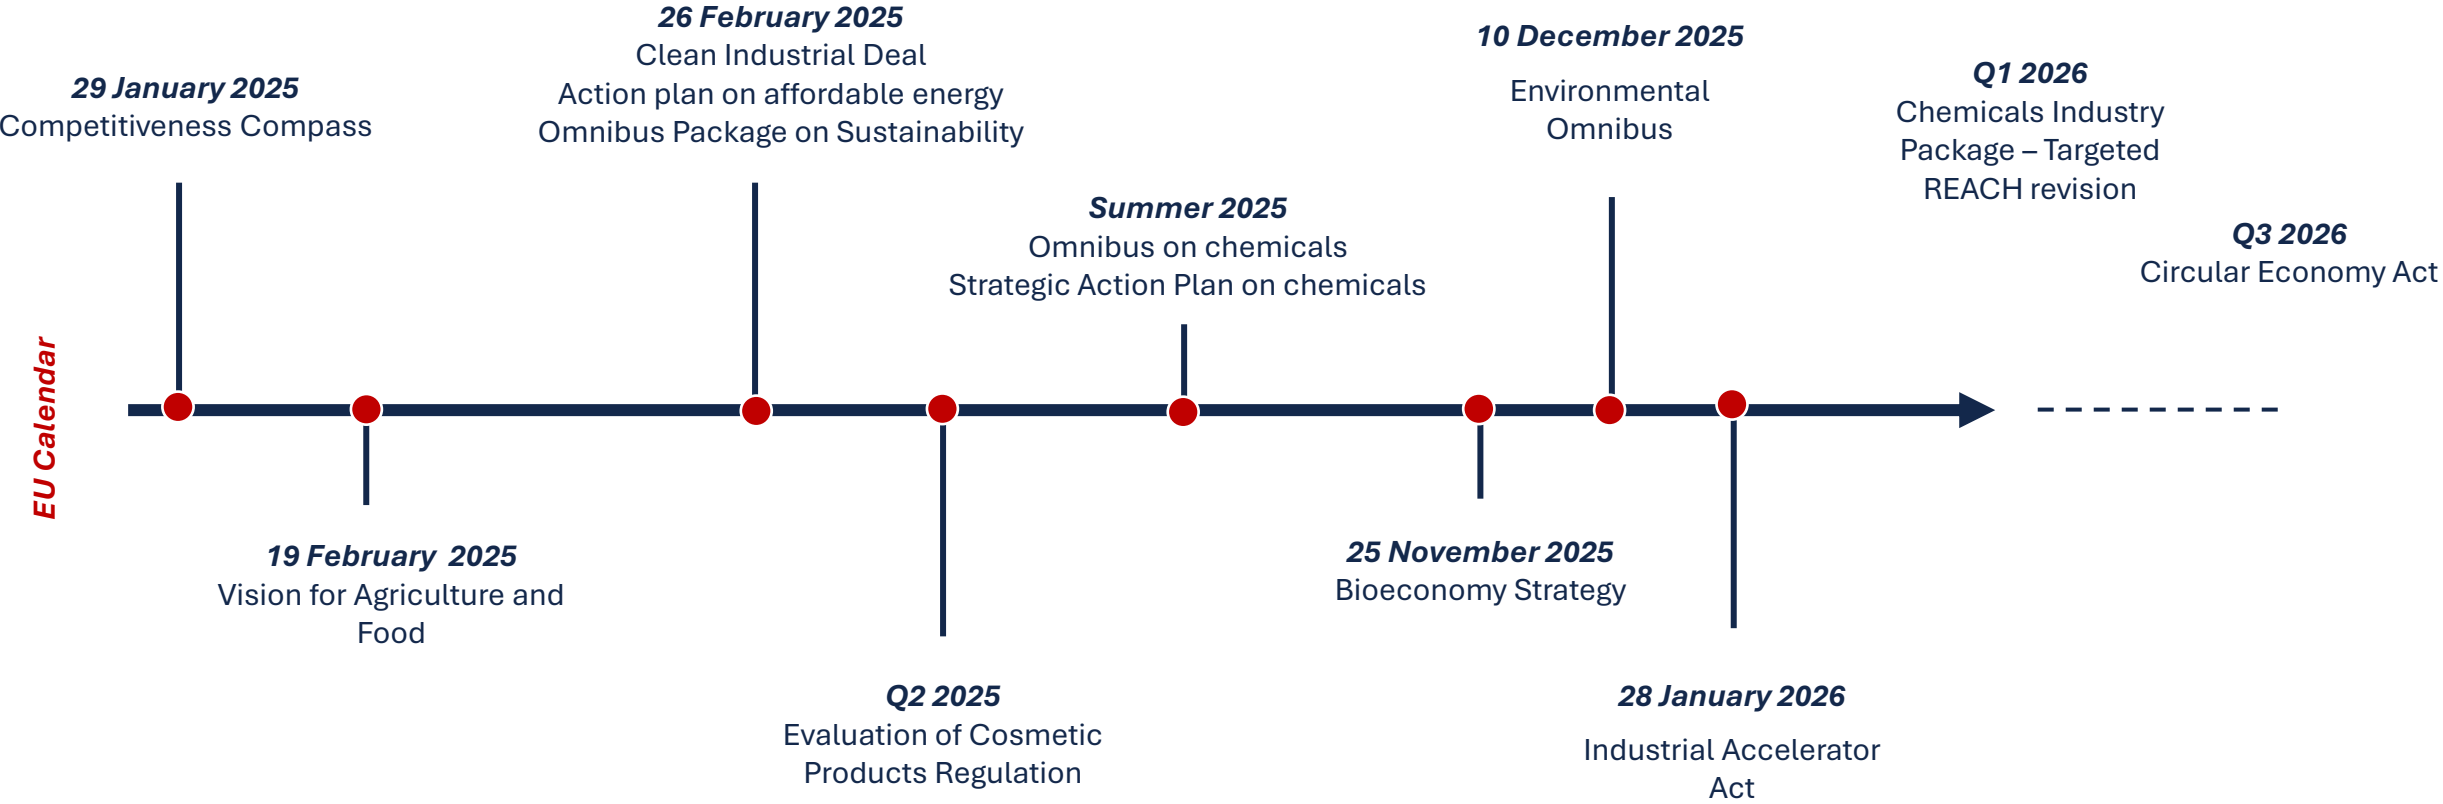 29 January 2025
Competitiveness Compass
26 February 2025
Clean Industrial Deal
Action plan on affordable energy
Omnibus Package on Sustainability
Summer 2025
Omnibus on chemicals
Strategic Action Plan on chemicals
10 December 2025
Environmental
Omnibus
Q1 2026
Chemicals Industry
Package – Targeted
REACH revision
Q3 2026
Circular Economy Act
EU Calendar
19 February  2025
Vision for Agriculture and
Food
Q2 2025
Evaluation of Cosmetic
Products Regulation
25 November 2025
Bioeconomy Strategy
28 January 2026
Industrial Accelerator
Act